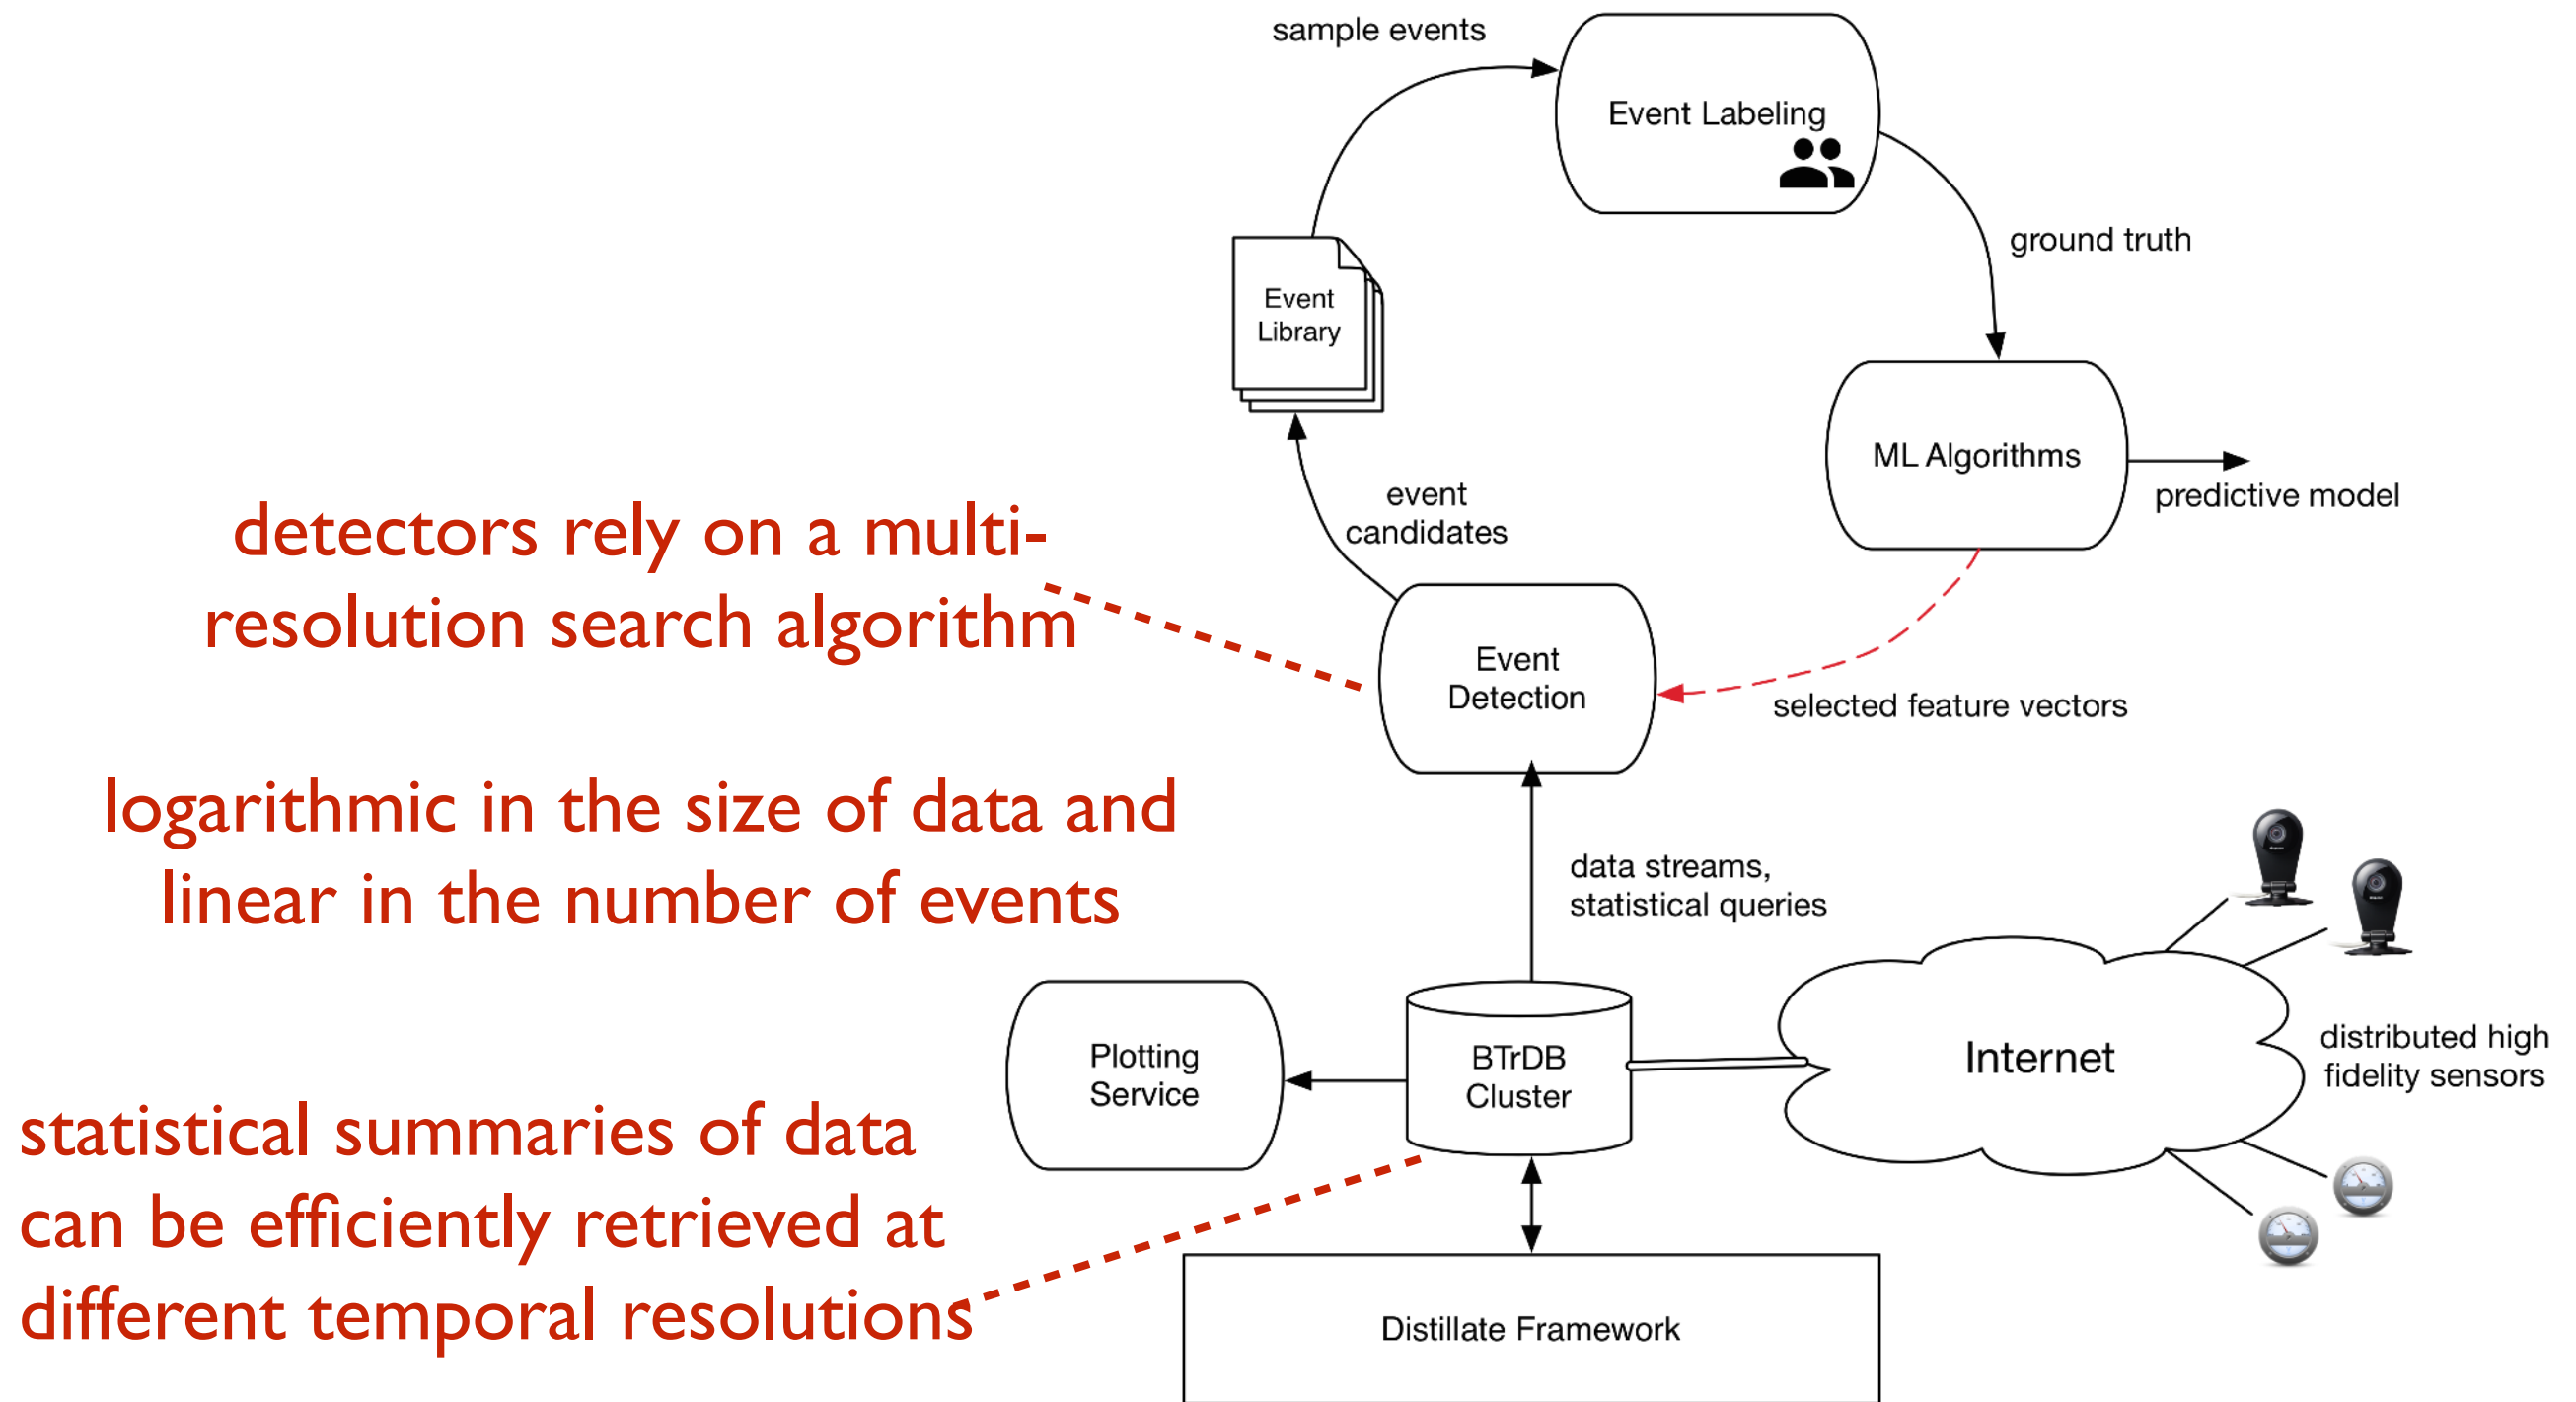 sample events
Event Labeling
ground truth
Event
Library
ML Algorithms
predictive model
event
candidates
detectors rely on a multi-
resolution search algorithm
Event
Detection
selected feature vectors
logarithmic in the size of data and
linear in the number of events
data streams,
statistical queries
Plotting
Service
BTrDB
Cluster
Internet
distributed high
fidelity sensors
statistical summaries of data
can be efficiently retrieved at
different temporal resolutions
Distillate Framework